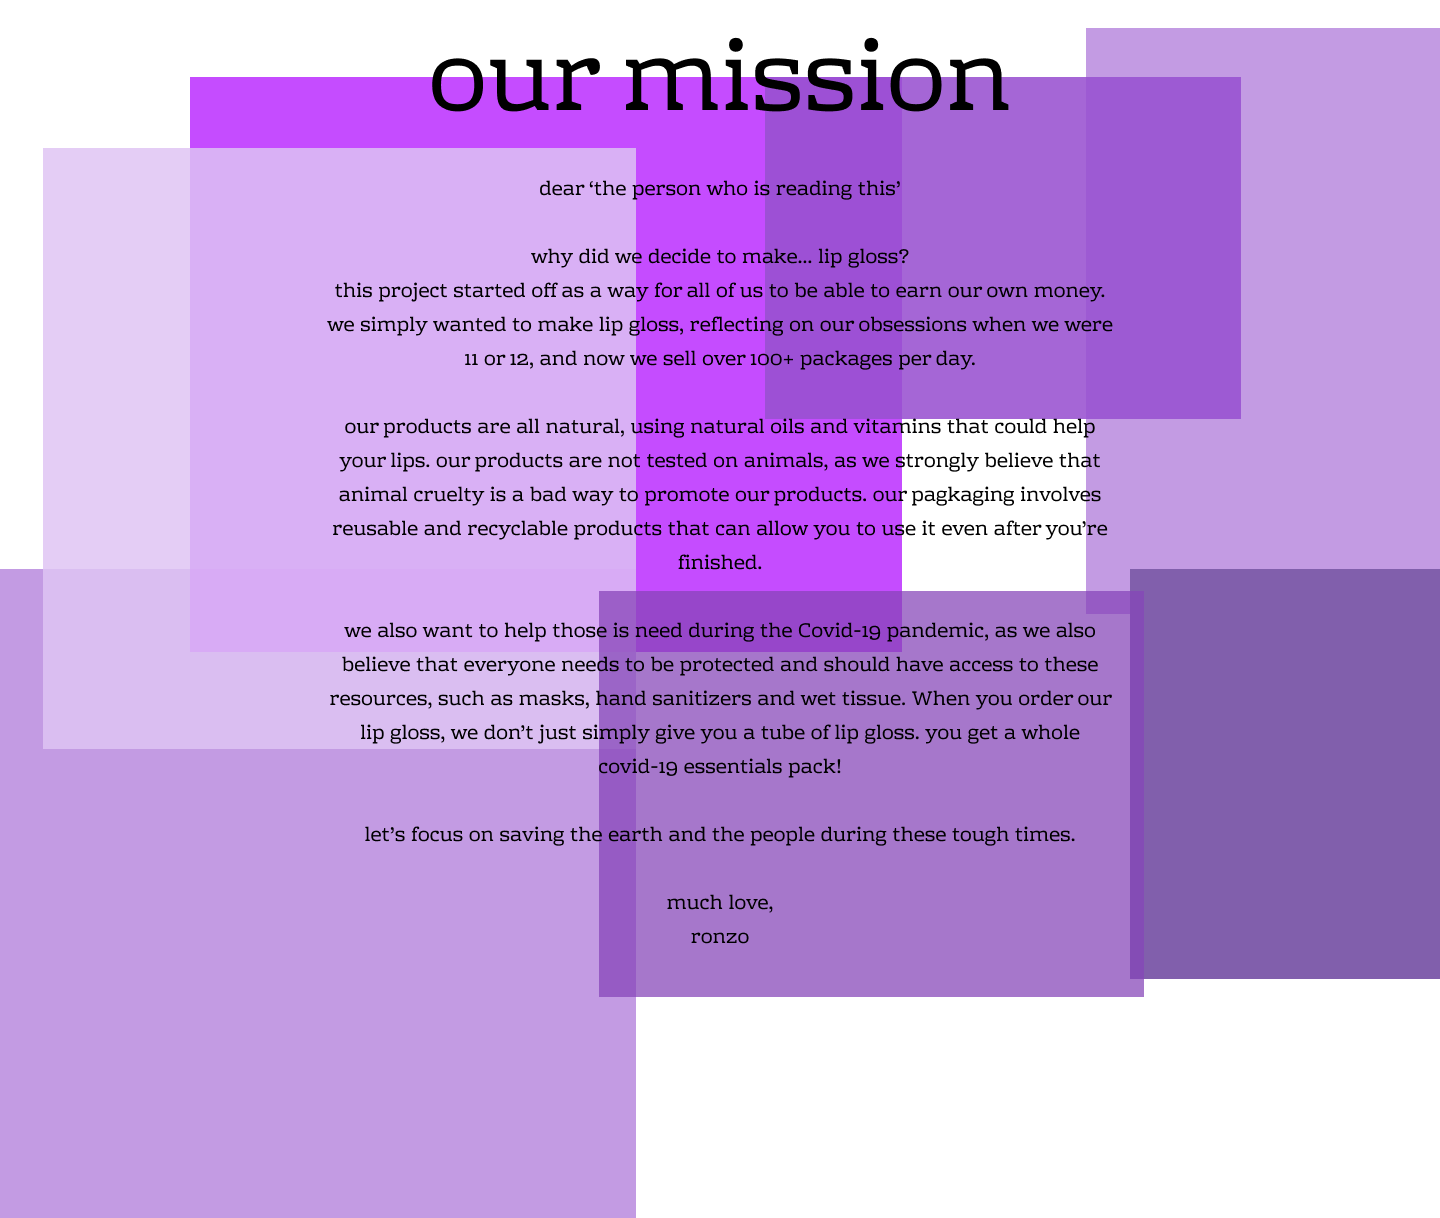 our mission
dear ‘the person who is reading this’
why did we decide to make... lip gloss?
this project started off as a way for all of us to be able to earn our own money.
we simply wanted to make lip gloss, reflecting on our obsessions when we were
11 or 12, and now we sell over 100+ packages per day.
our products are all natural, using natural oils and vitamins that could help
your lips. our products are not tested on animals, as we strongly believe that
animal cruelty is a bad way to promote our products. our pagkaging involves
reusable and recyclable products that can allow you to use it even after you’re
finished.
we also want to help those is need during the Covid-19 pandemic, as we also
believe that everyone needs to be protected and should have access to these
resources, such as masks, hand sanitizers and wet tissue. When you order our
lip gloss, we don’t just simply give you a tube of lip gloss. you get a whole
covid-19 essentials pack!
let’s focus on saving the earth and the people during these tough times.
much love,
ronzo